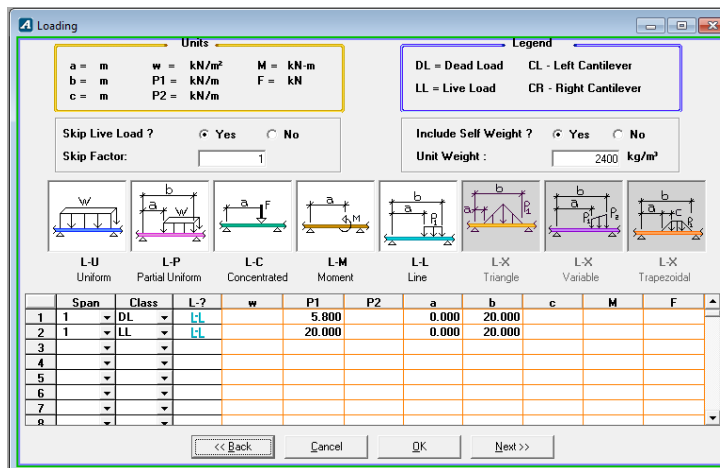 Loading
Units
Legend
a = m w = kN/m² M = kN-m
b = m P1 = kN/m F = kN
c = m P2 = kN/m
DL = Dead Load CL - Left Cantilever
LL = Live Load CR - Right Cantilever
Skip Live Load ? Yes No
Skip Factor: 1
Include Self Weight ? Yes No
Unit Weight : 2400 kg/m³
W
b
a
W
a
F
a
M
b
a
P1
b
a
P1
b
a
P1
P2
b
a
C
P1
L-U L-P L-C L-M L-L L-X L-X L-X
Uniform Partial Uniform Concentrated Moment Line Triangle Variable Trapezoidal
Span Class L-? w P1 P2 a b c M F
1 1 DL L-L 5.800 0.000 20.000
2 1 LL L-L 20.000 0.000 20.000
3
4
5
6
7
8
<< Back Cancel OK Next >>